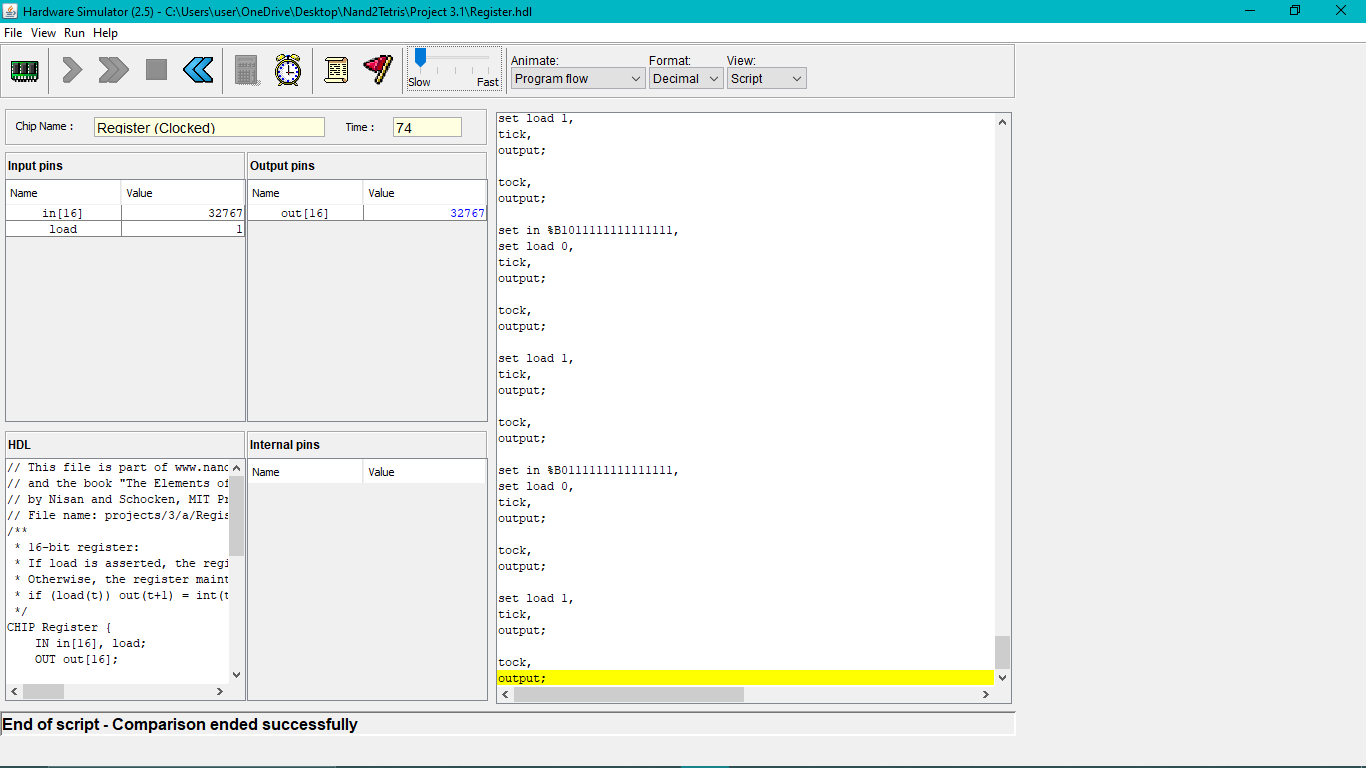 Hardware Simulator (2.5) - C:\Users\user\OneDrive\Desktop\Nand2Tetris\Project 3.1\Register.hdl
File View Run Help
Slow Fast
Animate:
Program flow
Format:
Decimal
View:
Script
Chip Name :
Register (Clocked)
Time :
74
Input pins
Name Value
in[16] 32767
load 1
Output pins
Name Value
out[16] 32767
HDL
// This file is part of www.nand
// and the book "The Elements of
// by Nisan and Schocken, MIT Pr
// File name: projects/3/a/Regis
/**
* 16-bit register:
* If load is asserted, the regi
* Otherwise, the register maint
* if (load(t)) out(t+1) = int(t
*/
CHIP Register {
IN in[16], load;
OUT out[16];
Internal pins
Name Value
set load 1,
tick,
output;
tock,
output;
set in %B1011111111111111,
set load 0,
tick,
output;
tock,
output;
set load 1,
tick,
output;
tock,
output;
set in %B0111111111111111,
set load 0,
tick,
output;
tock,
output;
set load 1,
tick,
output;
tock,
output;
End of script - Comparison ended successfully